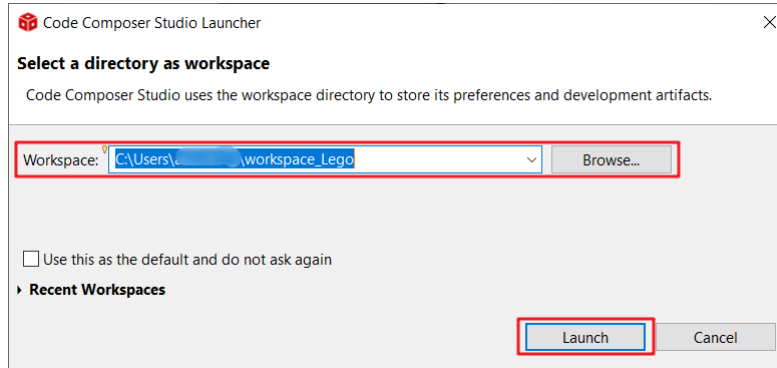 Code Composer Studio Launcher
Select a directory as workspace
Code Composer Studio uses the workspace directory to store its preferences and development artifacts.
Workspace: C:\Users\ \workspace_Lego Browse...
Use this as the default and do not ask again
Recent Workspaces
Launch Cancel